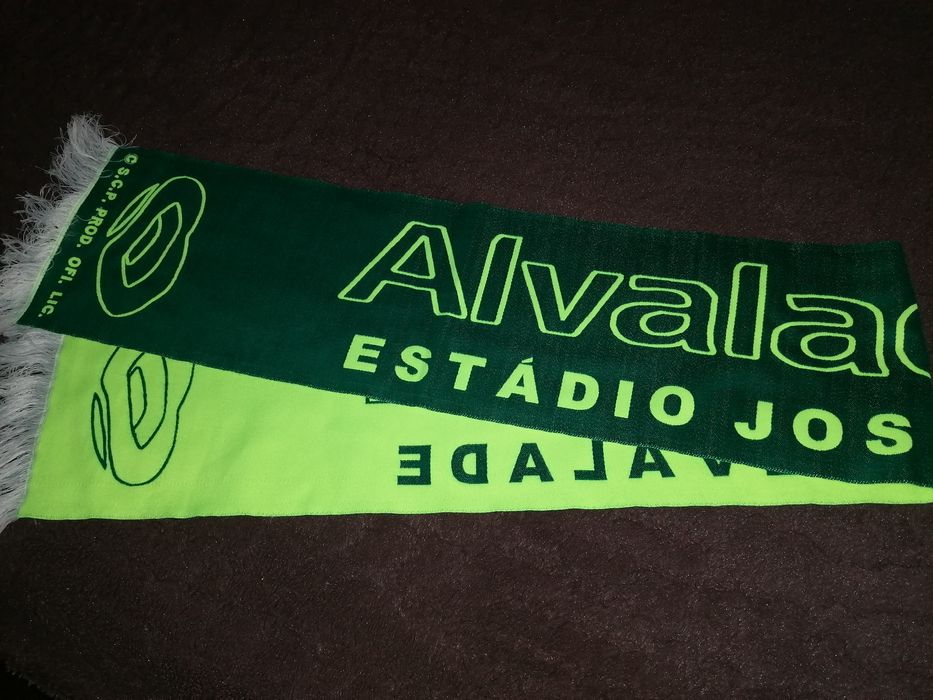 © S.C.P. PROD. OFI. LIC.
Alvalad
ESTÁDIO JOS
ALVALADE